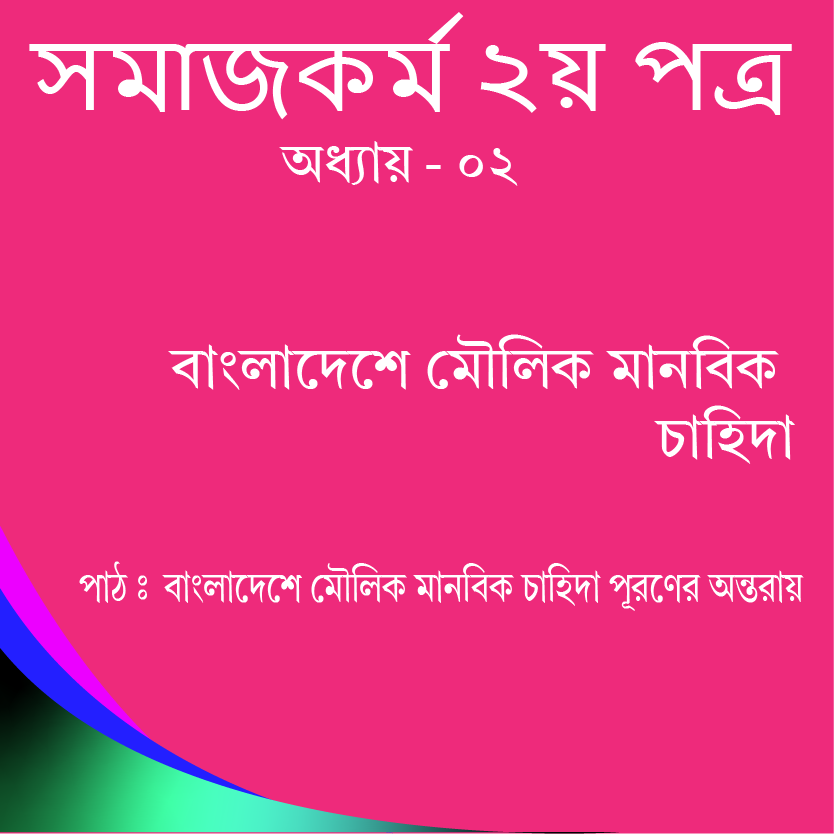 সমাজকর্ম ২য় পত্র
অধ্যায় - ০২
বাংলাদেশে মৌলিক মানবিক
চাহিদা
পাঠ ঃ বাংলাদেশে মৌলিক মানবিক চাহিদা পূরণের অন্তরায়